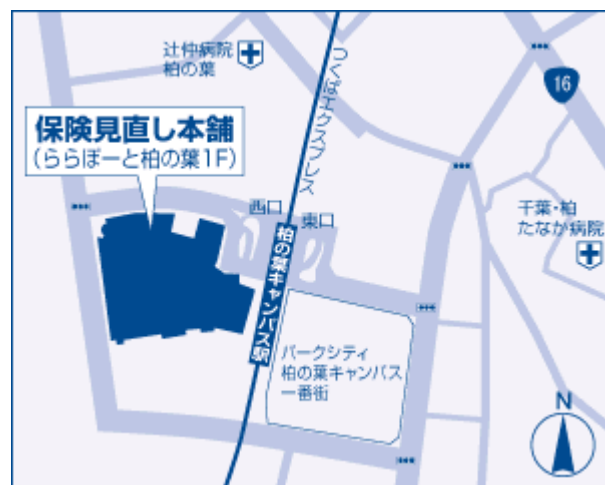 辻仲病院
柏の葉
つくばエクスプレス
16
保険見直し本舗
(ららぽーと柏の葉1F)
西口
東口
千葉・柏
たなか病院
柏の葉キャンパス駅
パークシティ
柏の葉キャンパス
一番街
N